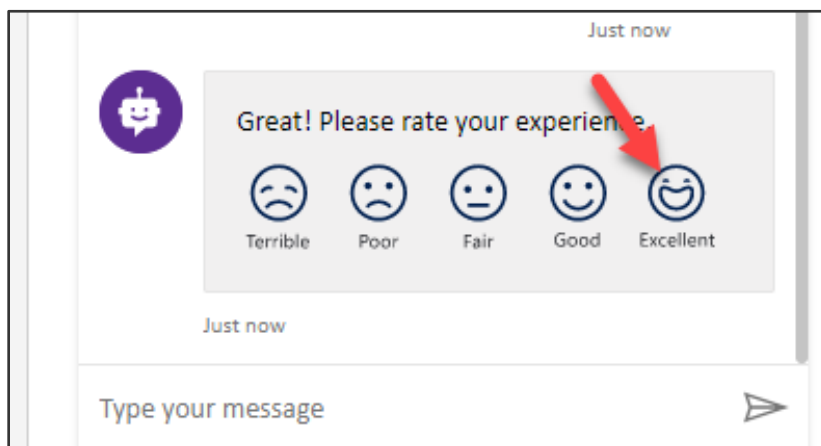 Just now
Great! Please rate your experience.
Terrible Poor Fair Good Excellent
Just now
Type your message